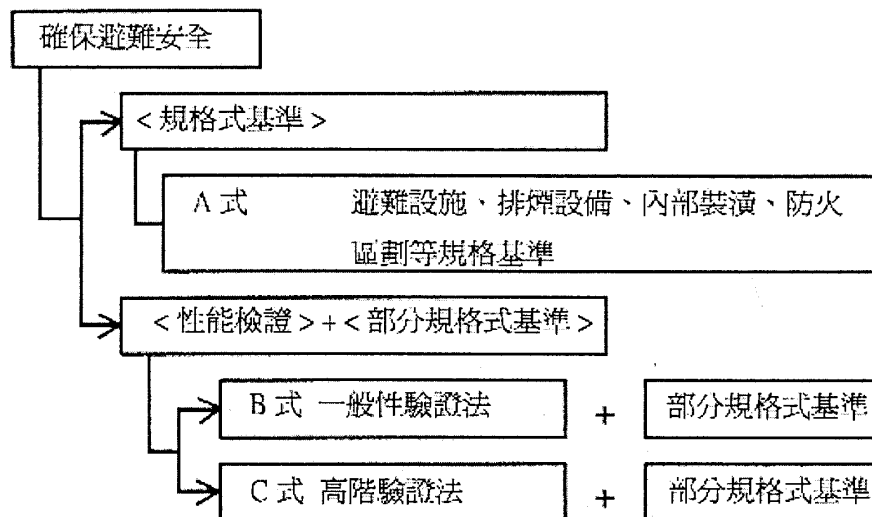 確保避難安全
<規格式基準>
A 式 避難設施、排煙設備、內部裝潢、防火
區劃等規格基準
<性能檢證>+<部分規格式基準>
B 式 一般性驗證法 + 部分規格式基準
C 式 高階驗證法 + 部分規格式基準